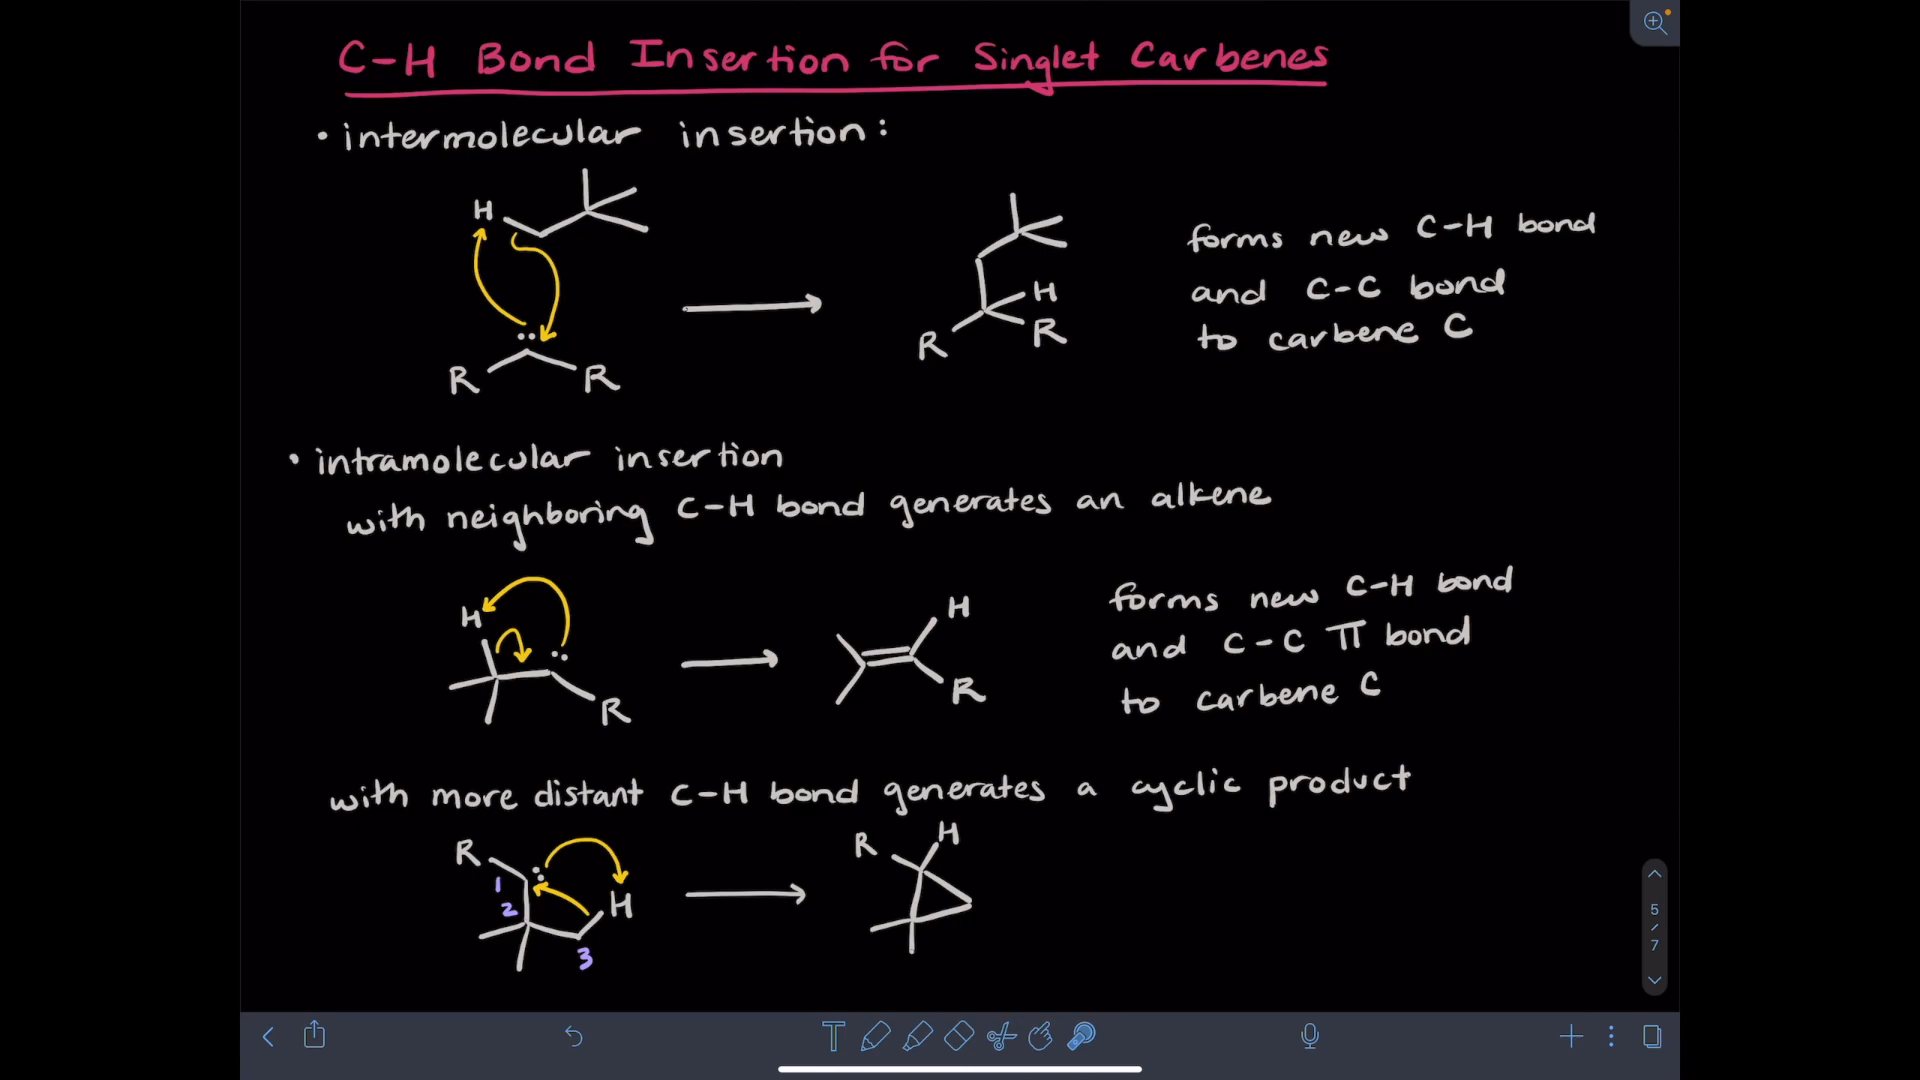 C-H Bond Insertion for Singlet Carbenes
• intermolecular insertion:
H
R
R
H
R
R
forms new C-H bond
and C-C bond
to carbene C
• intramolecular insertion
with neighboring C-H bond generates an alkene
H
R
H
R
forms new C-H bond
and C-C π bond
to carbene C
with more distant C-H bond generates a cyclic product
R
1
2
H
3
R
H
5
/
7
T